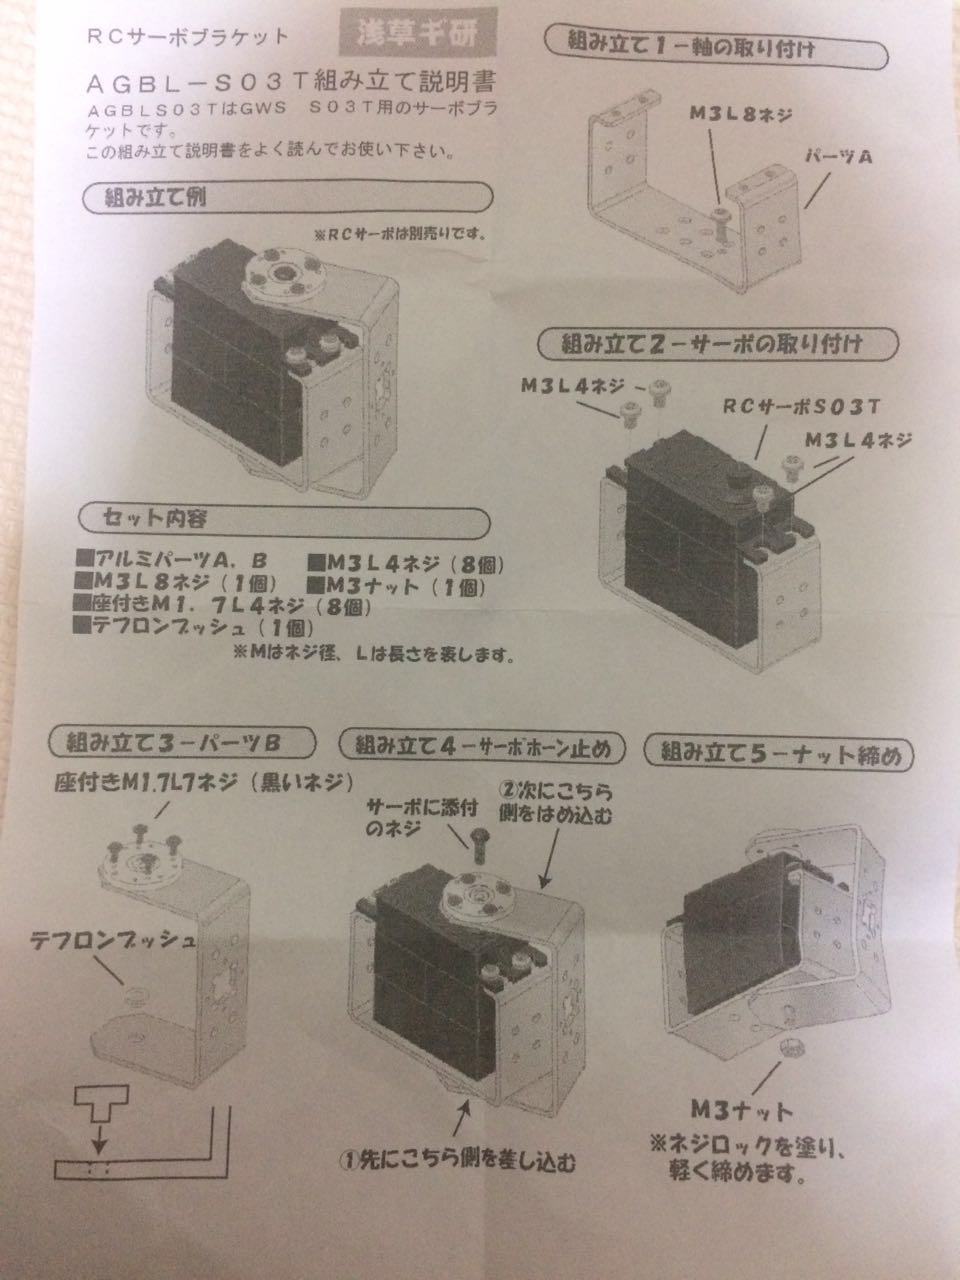 RCサーボブラケット
浅草ギ研
AGBL-S03T組み立て説明書
AGBLS03TはGWS S03T用のサーボブラ
ケットです。
この組み立て説明書をよく読んでお使い下さい。
組み立て例
※RCサーボは別売りです。
セット内容
■アルミパーツA、B ■M3L4ネジ(8個)
■M3L8ネジ(1個) ■M3ナット(1個)
■座付きM1.7L4ネジ(8個)
■テフロンブッシュ(1個)
※Mはネジ径、Lは長さを表します。
組み立て1-軸の取り付け
M3L8ネジ
パーツA
組み立て2-サーボの取り付け
M3L4ネジ
RCサーボS03T
M3L4ネジ
組み立て3-パーツB
座付きM1.7L7ネジ(黒いネジ)
テフロンブッシュ
組み立て4-サーボホーン止め
②次にこちら
側をはめ込む
サーボに添付
のネジ
①先にこちら側を差し込む
組み立て5-ナット締め
M3ナット
※ネジロックを塗り、
軽く締めます。